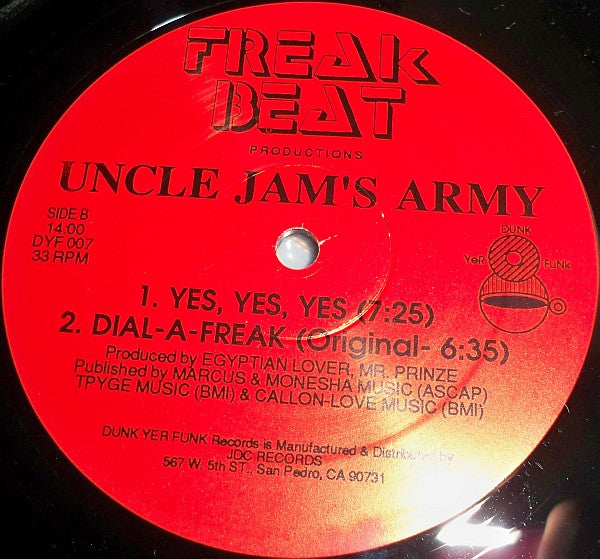 FREAK
BEAT
PRODUCTIONS
UNCLE JAM'S ARMY
SIDE B
14:00
DYF 007
33 RPM
DUNK
YeR FuNk
1. YES, YES, YES (7:25)
2. DIAL-A-FREAK (Original- 6:35)
Produced by EGYPTIAN LOVER, MR. PRINZE
Published by MARCUS & MONESHA MUSIC (ASCAP)
TPYGE MUSIC (BMI) & CALLON-LOVE MUSIC (BMI)
DUNK YER FUNK Records is Manufactured & Distributed by
JDC RECORDS
567 W. 5th ST., San Pedro, CA 90731